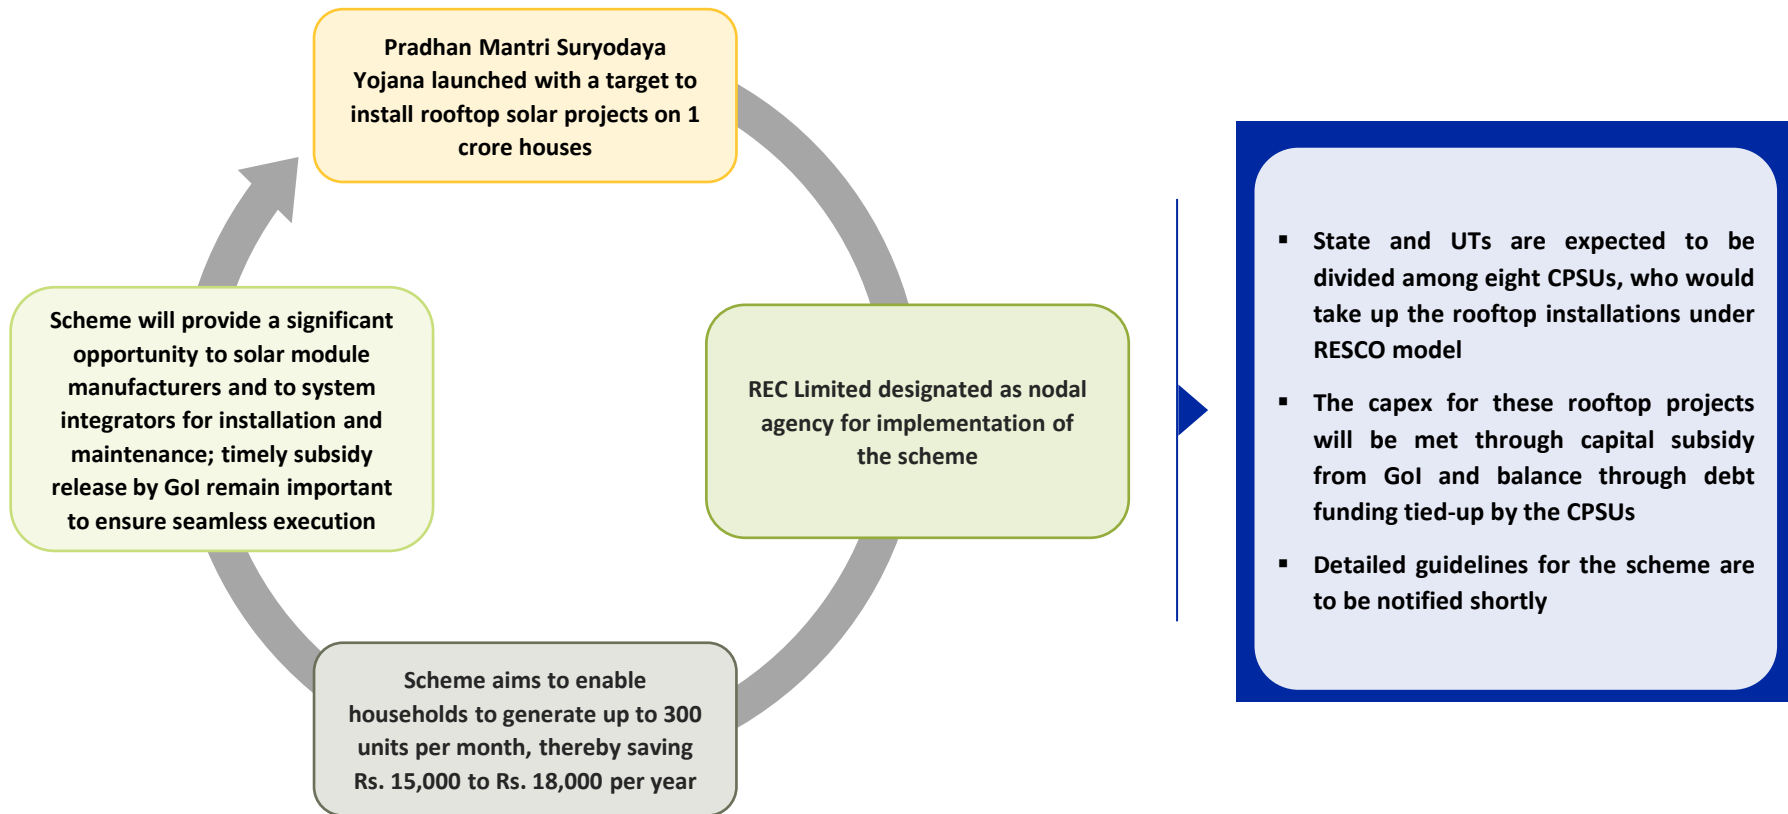 Pradhan Mantri Suryodaya
Yojana launched with a target to
install rooftop solar projects on 1
crore houses
REC Limited designated as nodal
agency for implementation of
the scheme
Scheme aims to enable
households to generate up to 300
units per month, thereby saving
Rs. 15,000 to Rs. 18,000 per year
Scheme will provide a significant
opportunity to solar module
manufacturers and to system
integrators for installation and
maintenance; timely subsidy
release by GoI remain important
to ensure seamless execution
▪ State and UTs are expected to be
divided among eight CPSUs, who would
take up the rooftop installations under
RESCO model
▪ The capex for these rooftop projects
will be met through capital subsidy
from GoI and balance through debt
funding tied-up by the CPSUs
▪ Detailed guidelines for the scheme are
to be notified shortly